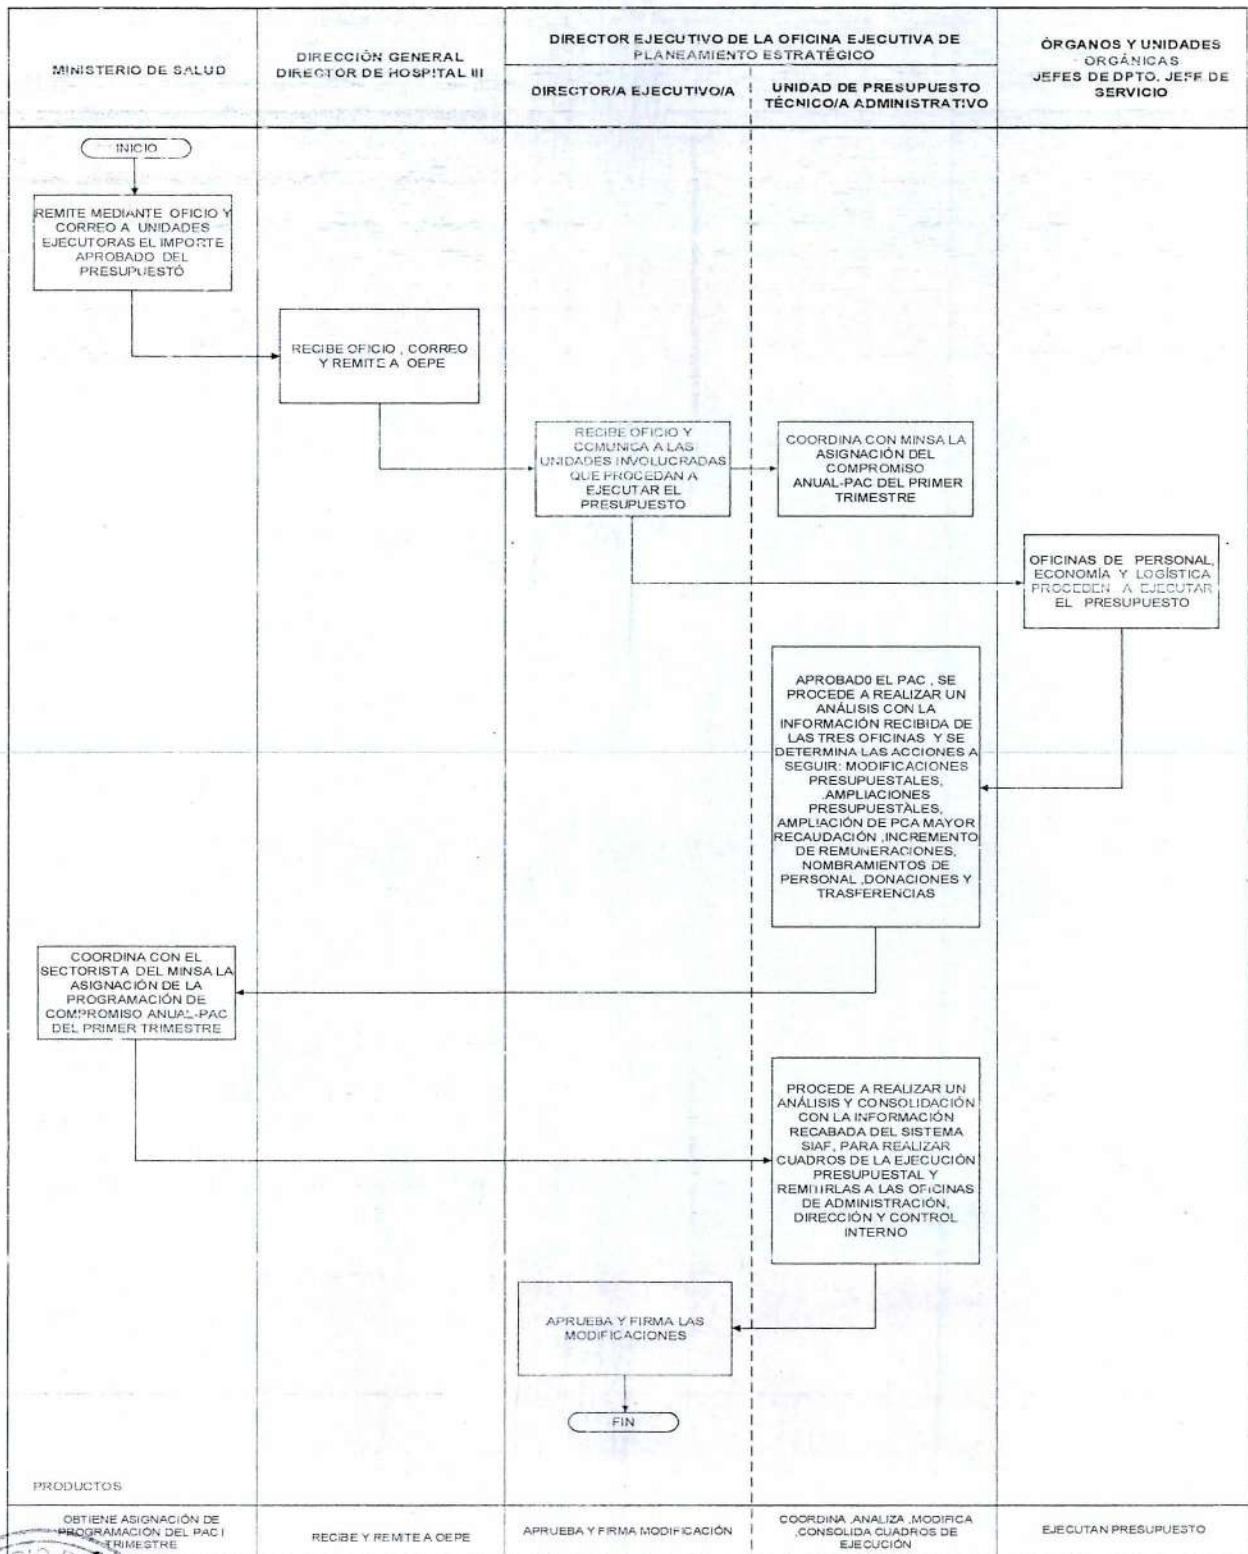 MINISTERIO DE SALUD
DIRECCIÓN GENERAL
DIRECTOR DE HOSPITAL III
DIRECTOR EJECUTIVO DE LA OFICINA EJECUTIVA DE
PLANEAMIENTO ESTRATÉGICO
DIRECTOR/A EJECUTIVO/A
UNIDAD DE PRESUPUESTO
TÉCNICO/A ADMINISTRATIVO
ÓRGANOS Y UNIDADES
ORGÁNICAS
JEFES DE DPTO. JEFE DE
SERVICIO
INICIO
REMITE MEDIANTE OFICIO Y
CORREO A UNIDADES
EJECUTORAS EL IMPORTE
APROBADO DEL
PRESUPUESTO
RECIBE OFICIO , CORREO
Y REMITE A OEPE
RECIBE OFICIO Y
COMUNICA A LAS
UNIDADES INVOLUCRADAS
QUE PROCEDAN A
EJECUTAR EL
PRESUPUESTO
COORDINA CON MINSA LA
ASIGNACIÓN DEL
COMPROMISO
ANUAL-PAC DEL PRIMER
TRIMESTRE
OFICINAS DE PERSONAL,
ECONOMÍA Y LOGÍSTICA
PROCEDEN A EJECUTAR
EL PRESUPUESTO
APROBADO EL PAC , SE
PROCEDE A REALIZAR UN
ANÁLISIS CON LA
INFORMACIÓN RECIBIDA DE
LAS TRES OFICINAS Y SE
DETERMINA LAS ACCIONES A
SEGUIR: MODIFICACIONES
PRESUPUESTALES,
,AMPLIACIONES
PRESUPUESTALES,
AMPLIACIÓN DE PCA MAYOR
RECAUDACIÓN ,INCREMENTO
DE REMUNERACIONES,
NOMBRAMIENTOS DE
PERSONAL ,DONACIONES Y
TRASFERENCIAS
COORDINA CON EL
SECTORISTA DEL MINSA LA
ASIGNACIÓN DE LA
PROGRAMACIÓN DE
COMPROMISO ANUAL-PAC
DEL PRIMER TRIMESTRE
PROCEDE A REALIZAR UN
ANÁLISIS Y CONSOLIDACIÓN
CON LA INFORMACIÓN
RECABADA DEL SISTEMA
SIAF, PARA REALIZAR
CUADROS DE LA EJECUCIÓN
PRESUPUESTAL Y
REMITIRLAS A LAS OFICINAS
DE ADMINISTRACIÓN,
DIRECCIÓN Y CONTROL
INTERNO
APRUEBA Y FIRMA LAS
MODIFICACIONES
FIN
PRODUCTOS
OBTIENE ASIGNACIÓN DE
PROGRAMACIÓN DEL PAC I
TRIMESTRE
RECIBE Y REMITE A OEPE
APRUEBA Y FIRMA MODIFICACIÓN
COORDINA ,ANALIZA ,MODIFICA
,CONSOLIDA CUADROS DE
EJECUCIÓN
EJECUTAN PRESUPUESTO